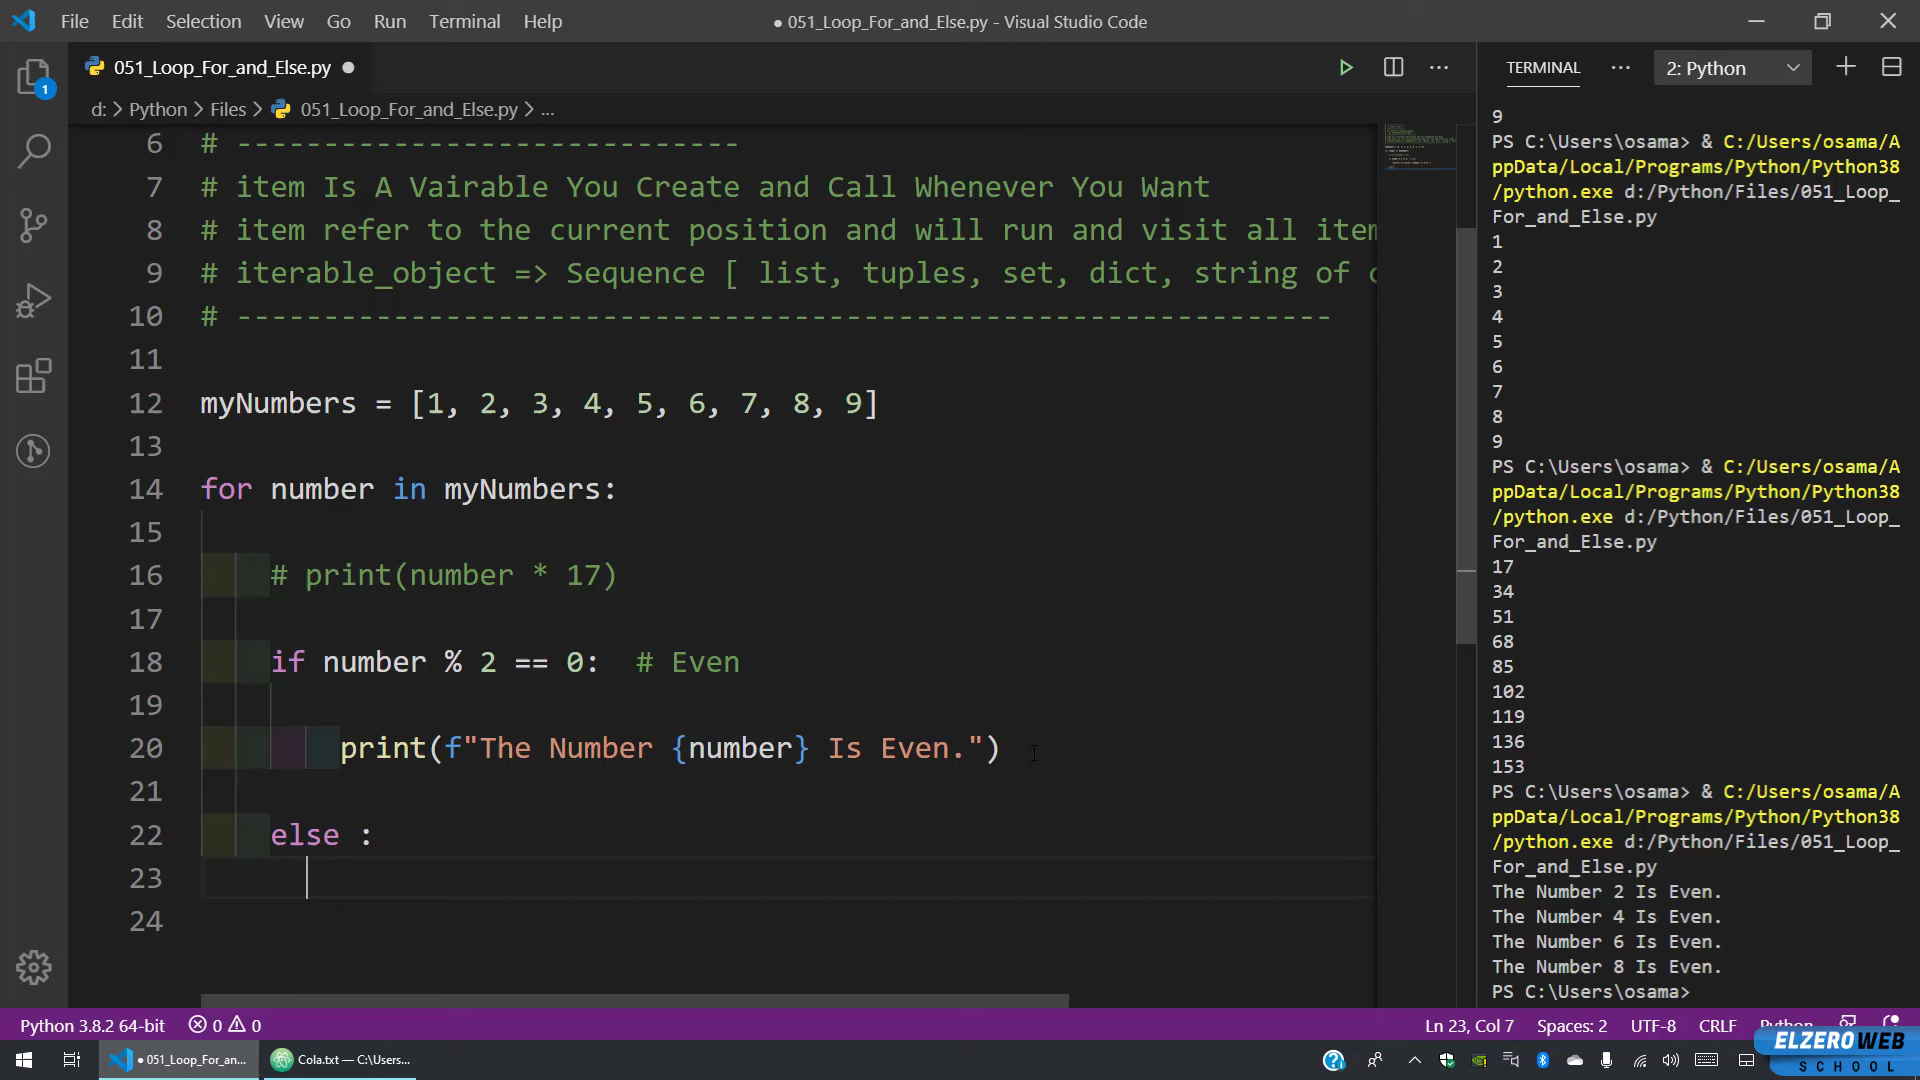 File Edit Selection View Go Run Terminal Help
● 051_Loop_For_and_Else.py - Visual Studio Code
051_Loop_For_and_Else.py ●
d: > Python > Files > 051_Loop_For_and_Else.py > ...
1
6 # -----------------------------
7 # item Is A Vairable You Create and Call Whenever You Want
8 # item refer to the current position and will run and visit all item
9 # iterable_object => Sequence [ list, tuples, set, dict, string of c
10 # ---------------------------------------------------------------
11
12 myNumbers = [1, 2, 3, 4, 5, 6, 7, 8, 9]
13
14 for number in myNumbers:
15
16 # print(number * 17)
17
18 if number % 2 == 0:  # Even
19
20 print(f"The Number {number} Is Even.")
21
22 else :
23
24
TERMINAL ... 2: Python
9
PS C:\Users\osama> & C:/Users/osama/A
ppData/Local/Programs/Python/Python38
/python.exe d:/Python/Files/051_Loop_
For_and_Else.py
1
2
3
4
5
6
7
8
9
PS C:\Users\osama> & C:/Users/osama/A
ppData/Local/Programs/Python/Python38
/python.exe d:/Python/Files/051_Loop_
For_and_Else.py
17
34
51
68
85
102
119
136
153
PS C:\Users\osama> & C:/Users/osama/A
ppData/Local/Programs/Python/Python38
/python.exe d:/Python/Files/051_Loop_
For_and_Else.py
The Number 2 Is Even.
The Number 4 Is Even.
The Number 6 Is Even.
The Number 8 Is Even.
PS C:\Users\osama>
Python 3.8.2 64-bit 0 0 Ln 23, Col 7 Spaces: 2 UTF-8 CRLF Python
● 051_Loop_For_an... Cola.txt — C:\Users...
ELZERO WEB
SCHOOL